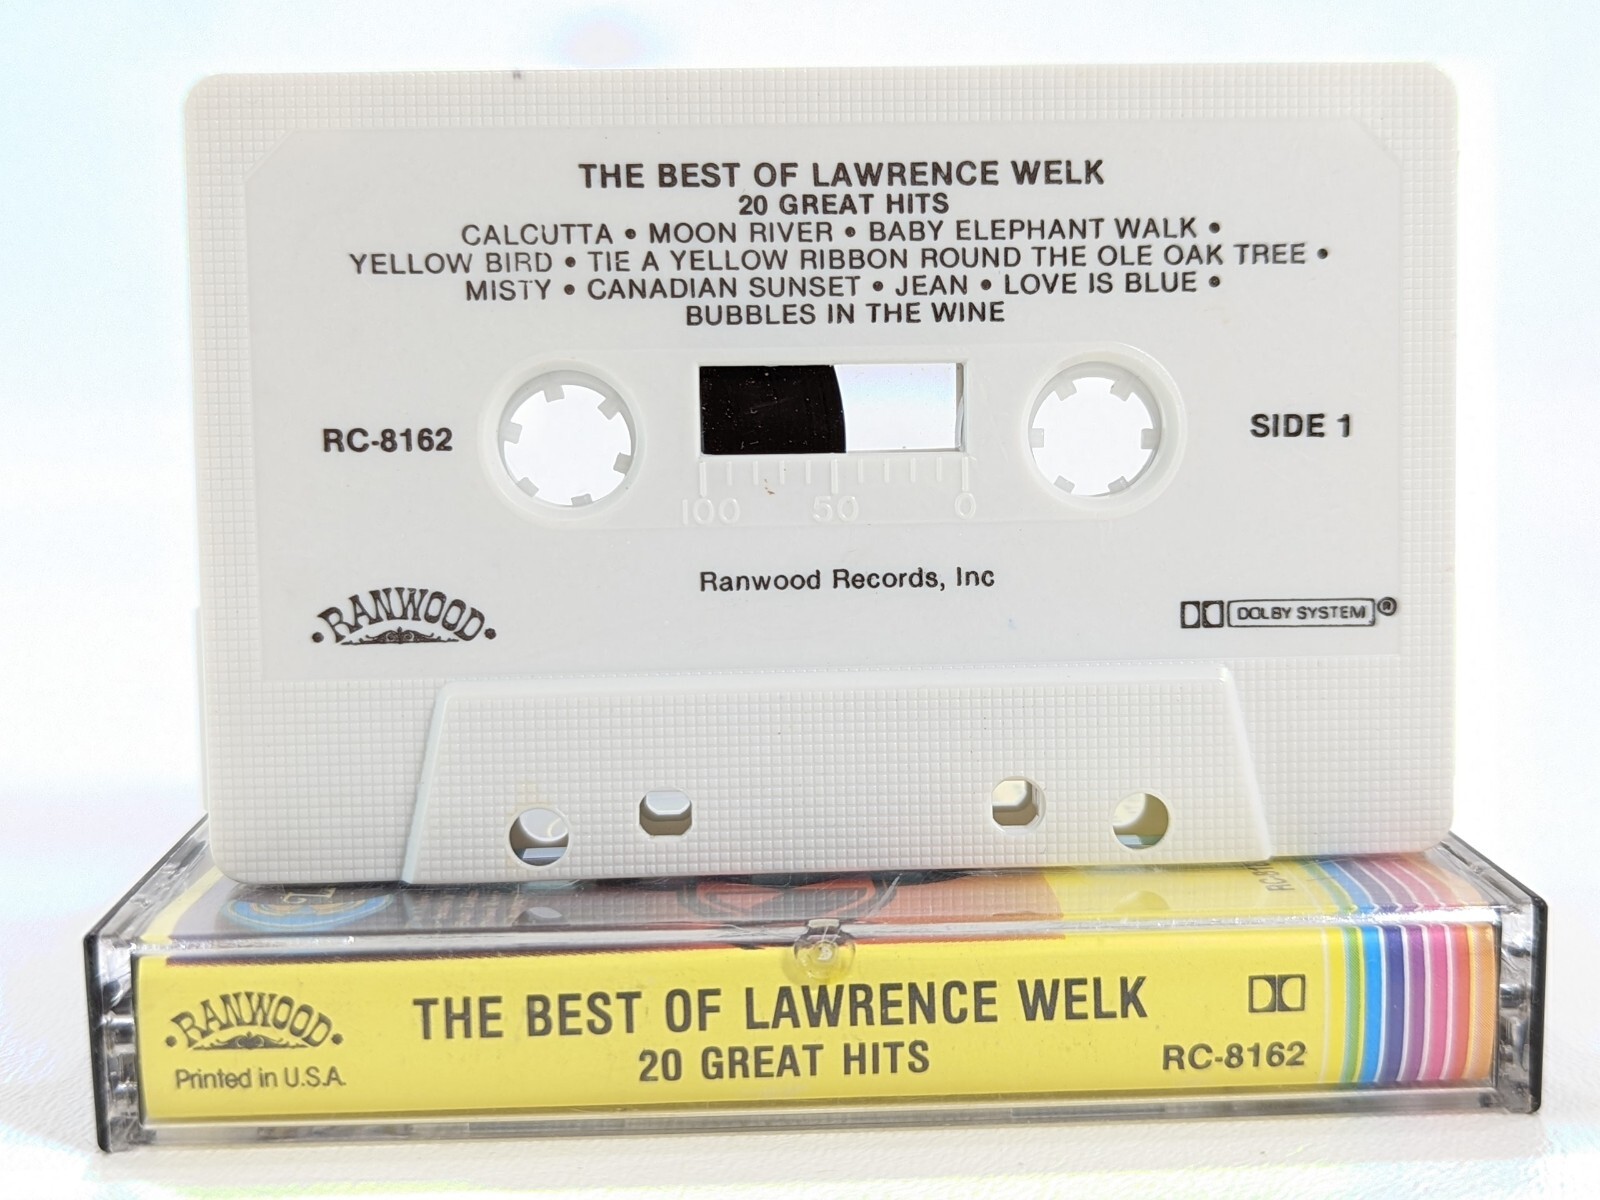 THE BEST OF LAWRENCE WELK
20 GREAT HITS
CALCUTTA • MOON RIVER • BABY ELEPHANT WALK •
YELLOW BIRD • TIE A YELLOW RIBBON ROUND THE OLE OAK TREE •
MISTY • CANADIAN SUNSET • JEAN • LOVE IS BLUE •
BUBBLES IN THE WINE
RC-8162
SIDE 1
100 50 0
Ranwood Records, Inc
•RANWOOD•
DOLBY SYSTEM®
•RANWOOD•
Printed in U.S.A.
THE BEST OF LAWRENCE WELK
20 GREAT HITS
RC-8162